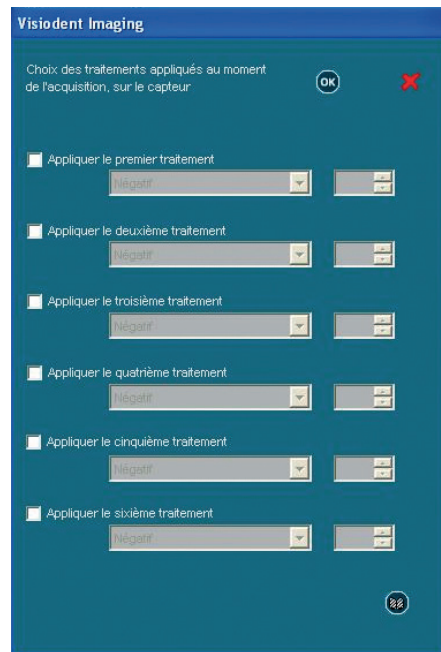 Visiodent Imaging
Choix des traitements appliqués au moment
de l'acquisition, sur le capteur
OK
Appliquer le premier traitement
Négatif
Appliquer le deuxième traitement
Négatif
Appliquer le troisième traitement
Négatif
Appliquer le quatrième traitement
Négatif
Appliquer le cinquième traitement
Négatif
Appliquer le sixième traitement
Négatif